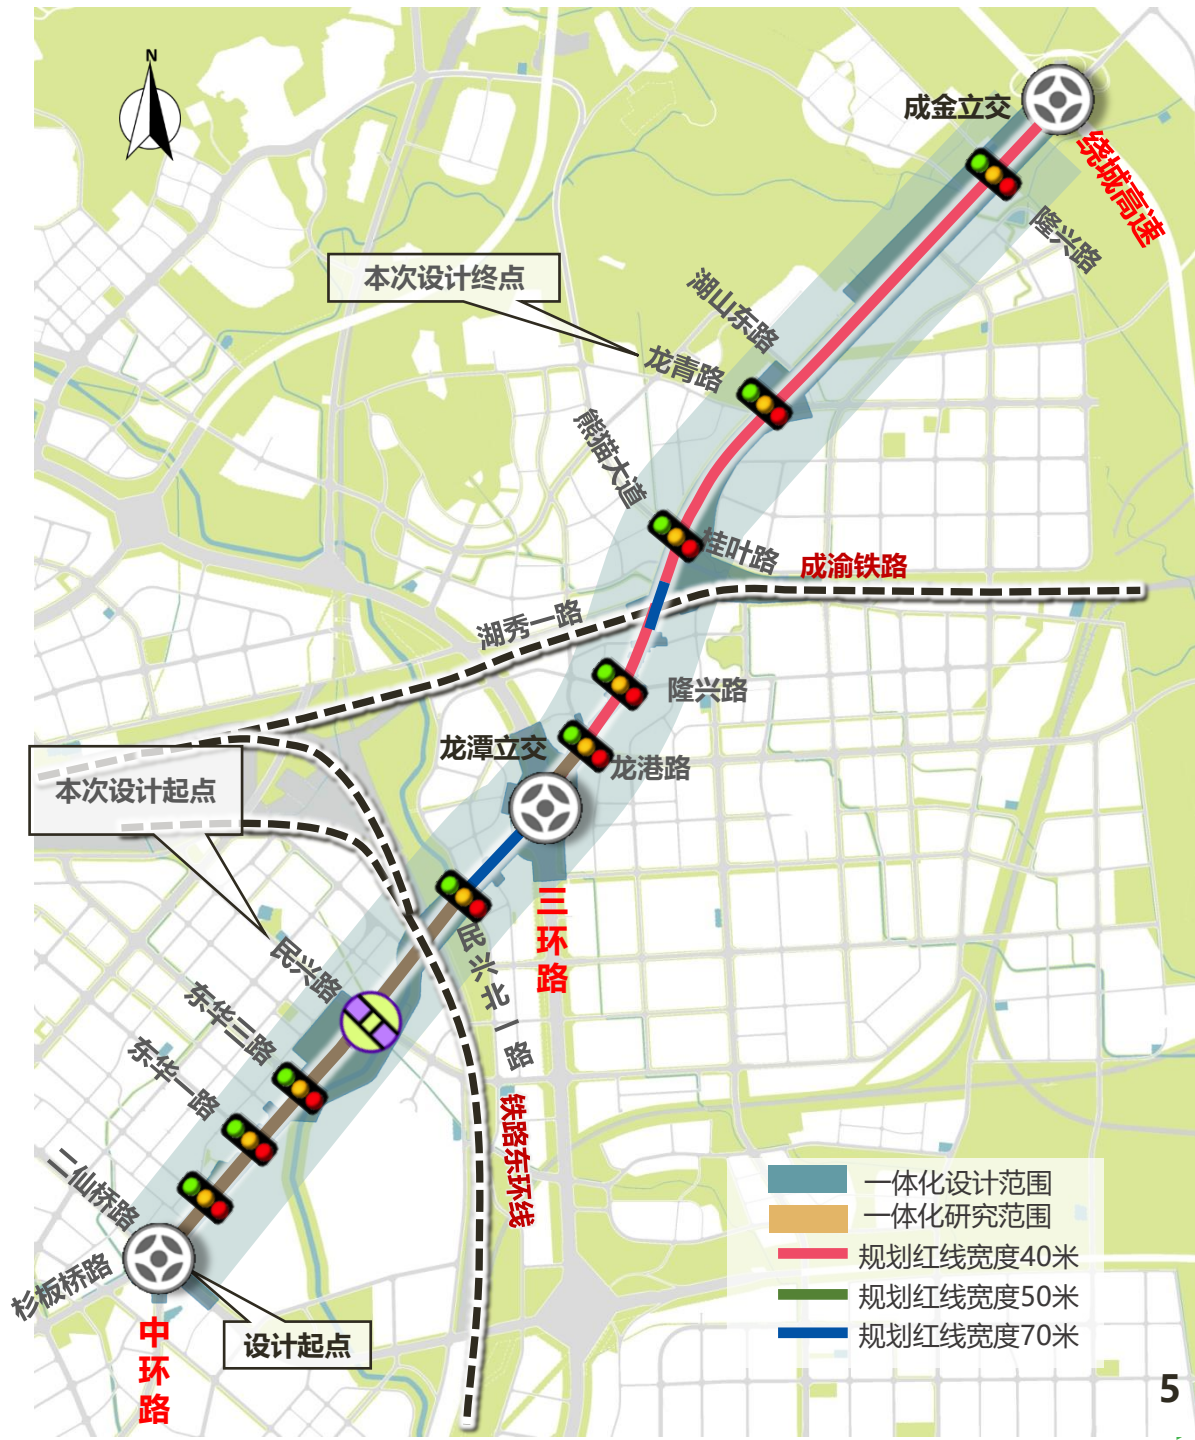 N
成金立交
绕城高速
隆兴路
本次设计终点
湖山东路
龙青路
熊猫大道
桂叶路
成渝铁路
湖秀一路
隆兴路
龙潭立交
龙港路
本次设计起点
三环路
民兴北一路
民兴路
东华三路
东华一路
铁路东环线
二仙桥路
杉板桥路
中环路
设计起点
一体化设计范围
一体化研究范围
规划红线宽度40米
规划红线宽度50米
规划红线宽度70米
5